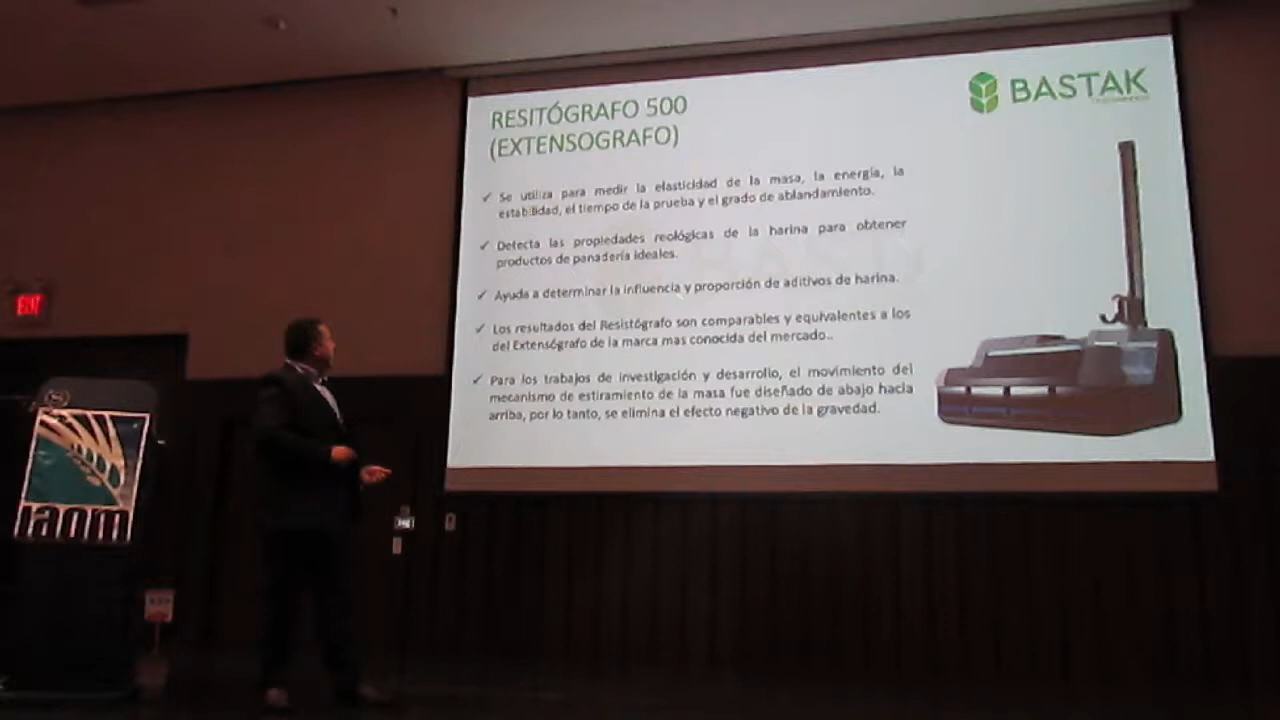 RESITÓGRAFO 500
(EXTENSOGRAFO)
BASTAK
✓ Se utiliza para medir la elasticidad de la masa, la energía, la
estabilidad, el tiempo de la prueba y el grado de ablandamiento.
✓ Detecta las propiedades reológicas de la harina para obtener
productos de panadería ideales.
✓ Ayuda a determinar la influencia y proporción de aditivos de harina.
✓ Los resultados del Resistógrafo son comparables y equivalentes a los
del Extensógrafo de la marca mas conocida del mercado..
✓ Para los trabajos de investigación y desarrollo, el movimiento del
mecanismo de estiramiento de la masa fue diseñado de abajo hacia
arriba, por lo tanto, se elimina el efecto negativo de la gravedad.
EXIT
iaom